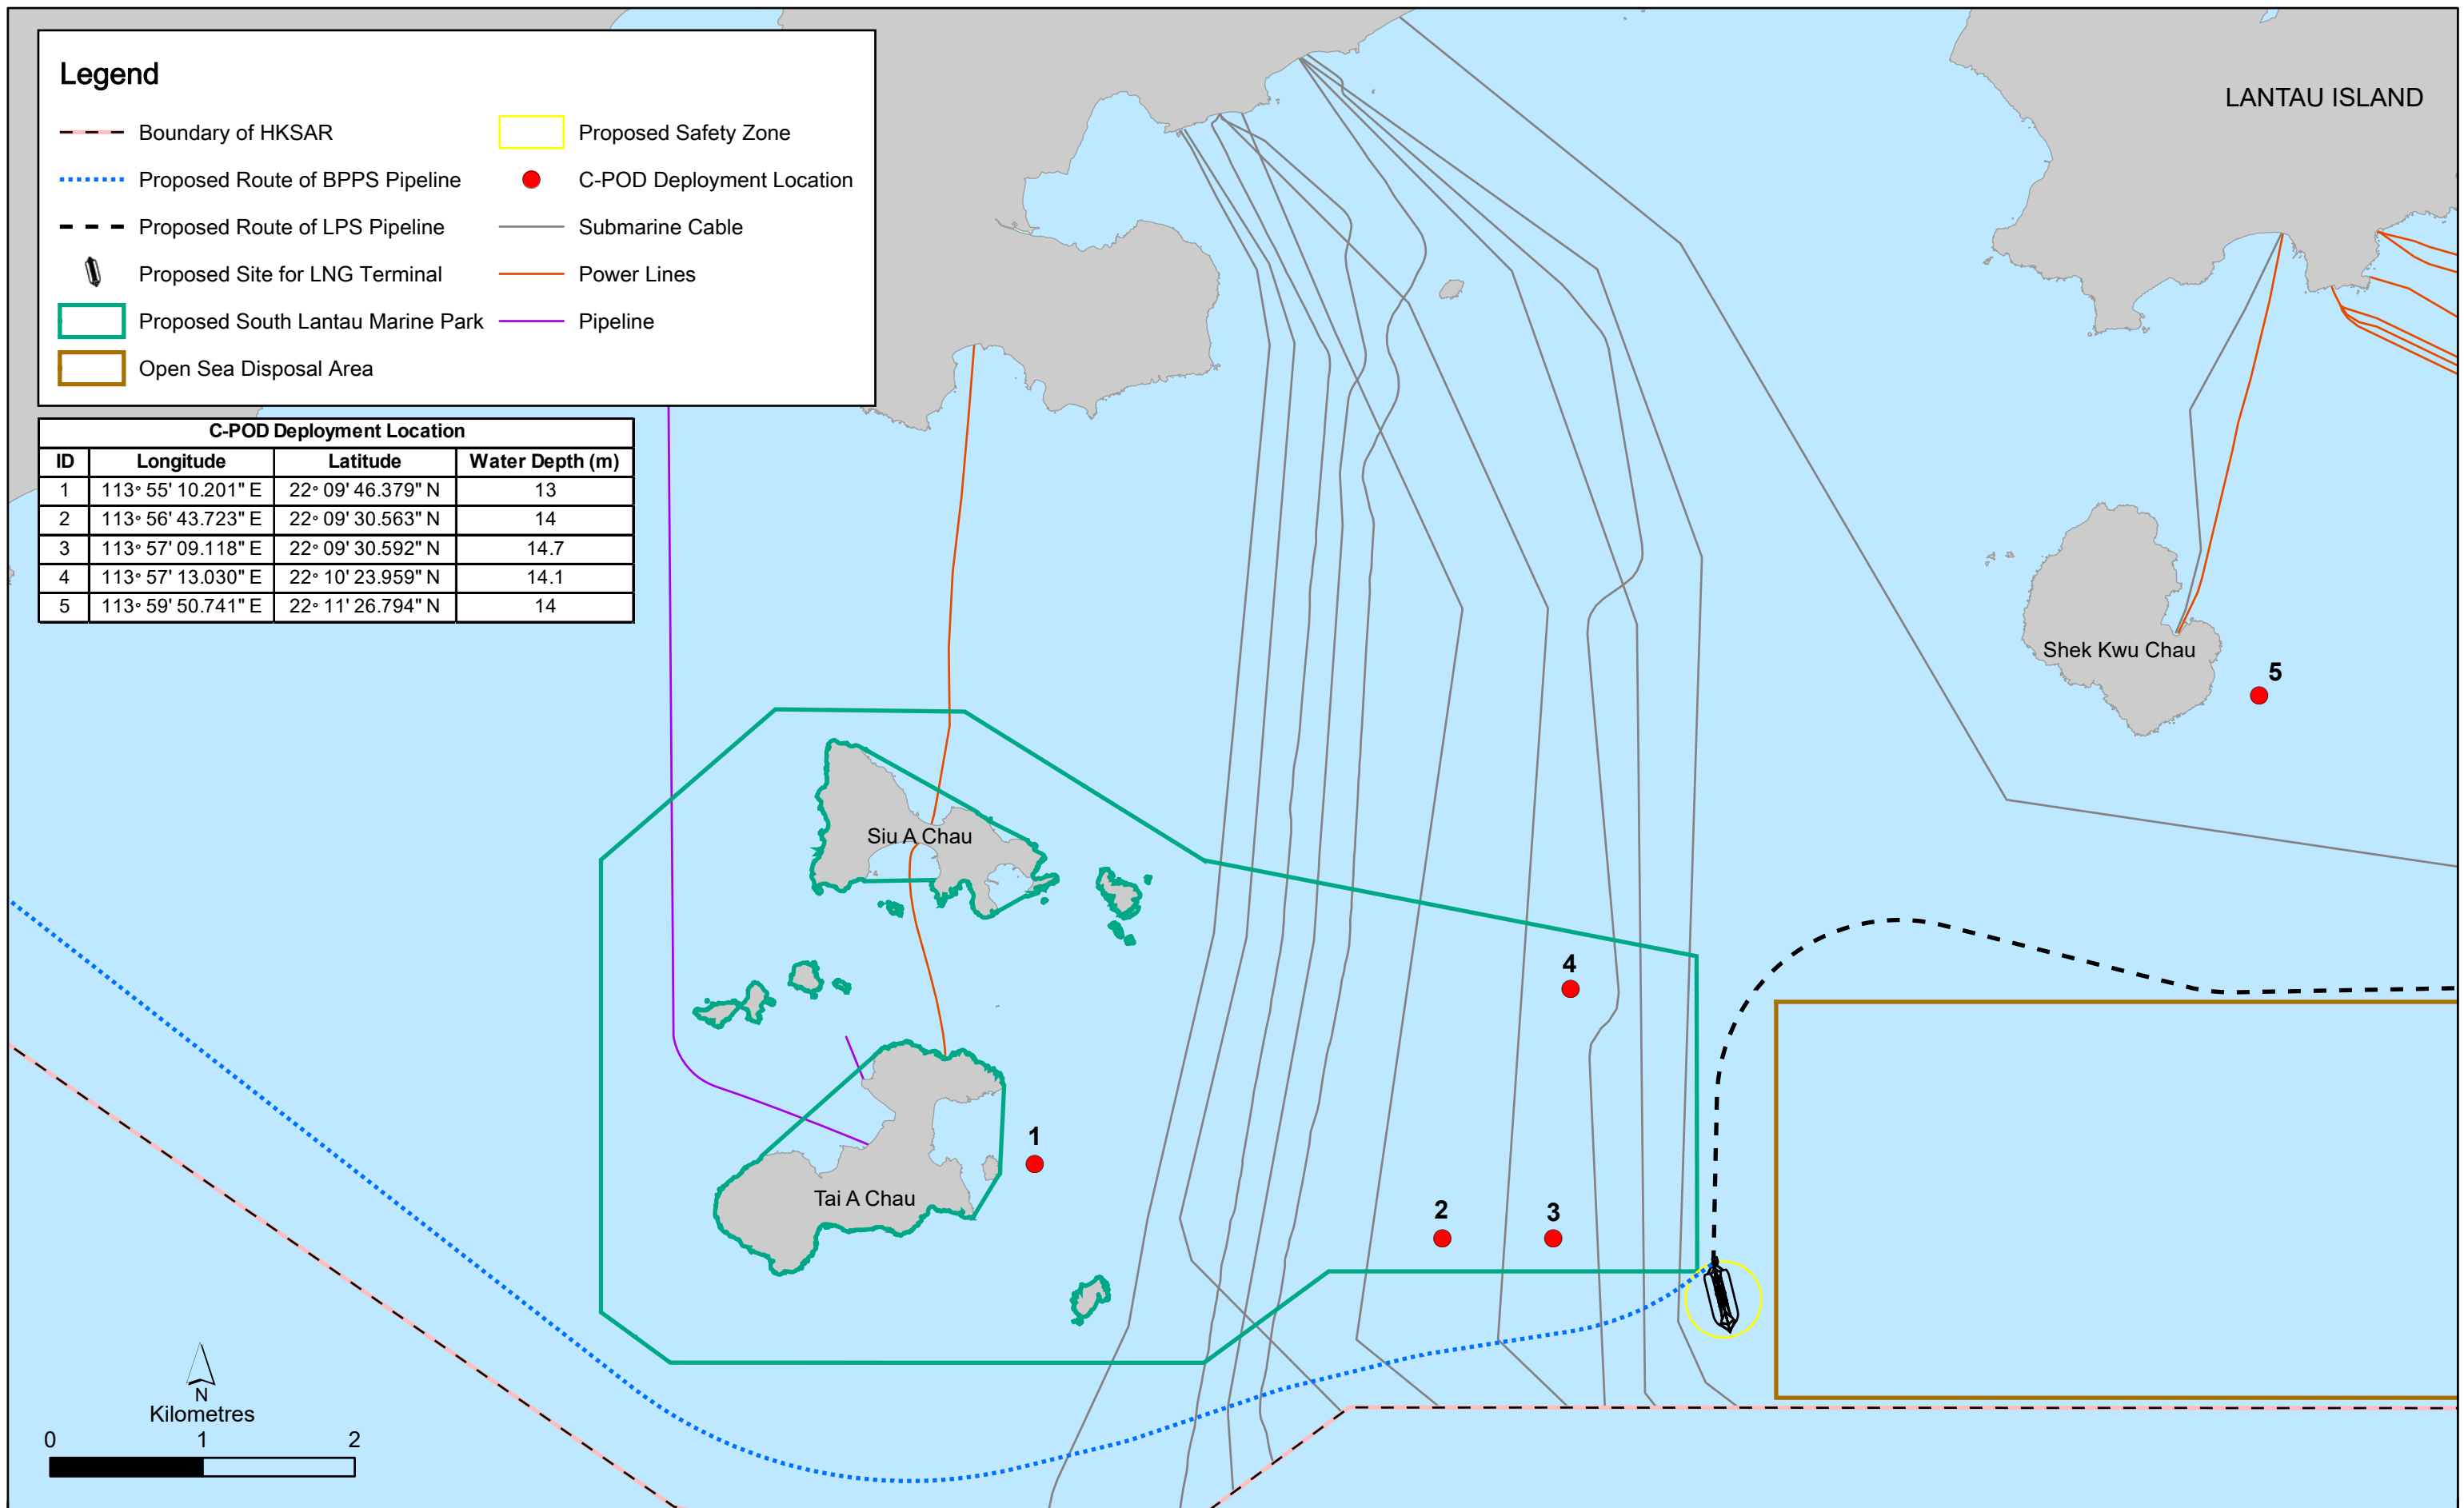 LANTAU ISLAND
Legend
Boundary of HKSAR
Proposed Safety Zone
Proposed Route of BPPS Pipeline
C-POD Deployment Location
Proposed Route of LPS Pipeline
Submarine Cable
Proposed Site for LNG Terminal
Power Lines
Proposed South Lantau Marine Park
Pipeline
Open Sea Disposal Area
C-POD Deployment Location
ID Longitude Latitude Water Depth (m)
1 113° 55' 10.201" E 22° 09' 46.379" N 13
2 113° 56' 43.723" E 22° 09' 30.563" N 14
3 113° 57' 09.118" E 22° 09' 30.592" N 14.7
4 113° 57' 13.030" E 22° 10' 23.959" N 14.1
5 113° 59' 50.741" E 22° 11' 26.794" N 14
Shek Kwu Chau
5
Siu A Chau
4
1
Tai A Chau
2
3
N
Kilometres
0 1 2